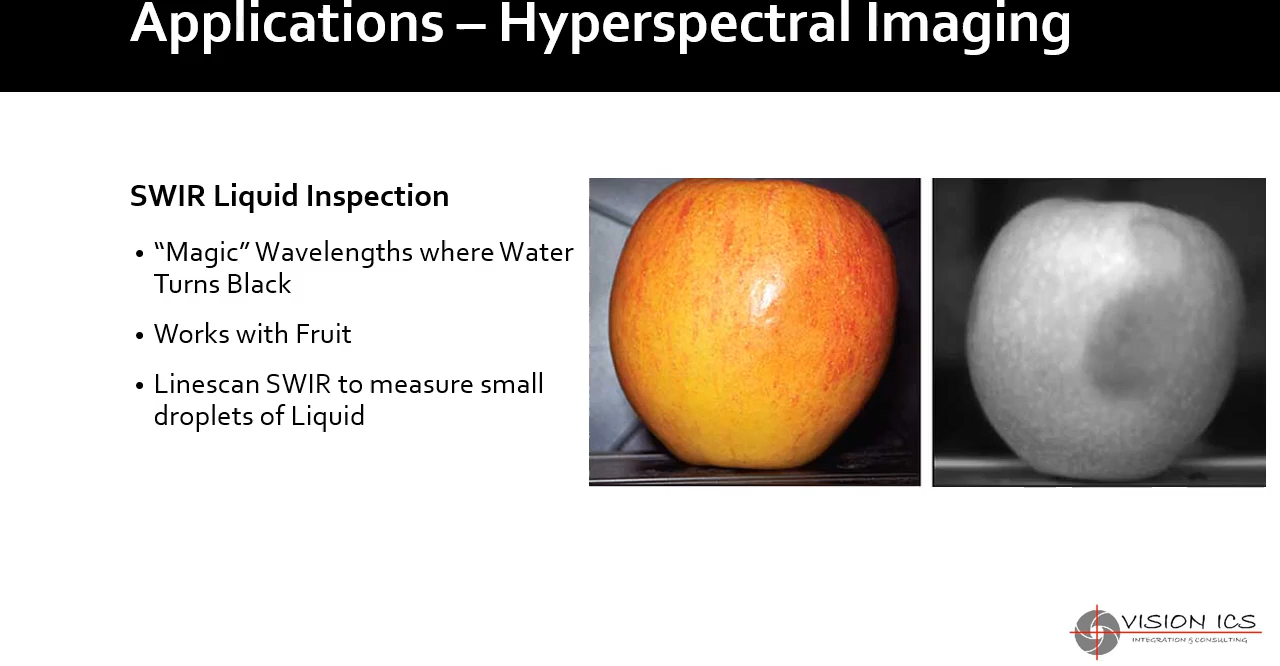 Applications – Hyperspectral Imaging
SWIR Liquid Inspection
• “Magic” Wavelengths where Water
Turns Black
• Works with Fruit
• Linescan SWIR to measure small
droplets of Liquid
VISION ICS
INTEGRATION & CONSULTING